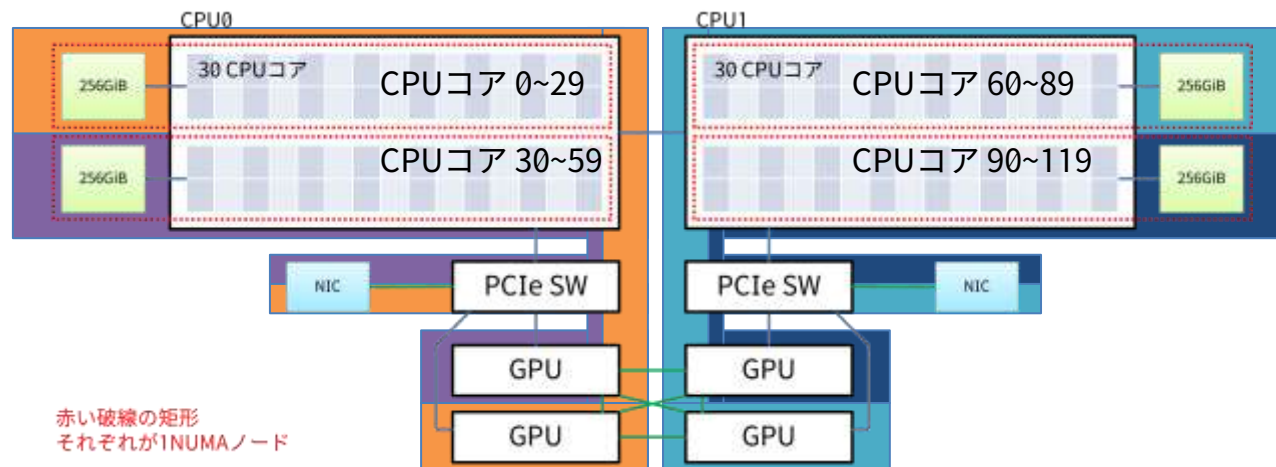 CPU0
CPU1
256GiB
30 CPUコア
CPUコア 0~29
30 CPUコア
CPUコア 60~89
256GiB
256GiB
CPUコア 30~59
CPUコア 90~119
256GiB
NIC
PCIe SW
PCIe SW
NIC
GPU
GPU
赤い破線の矩形
それぞれが1NUMAノード
GPU
GPU